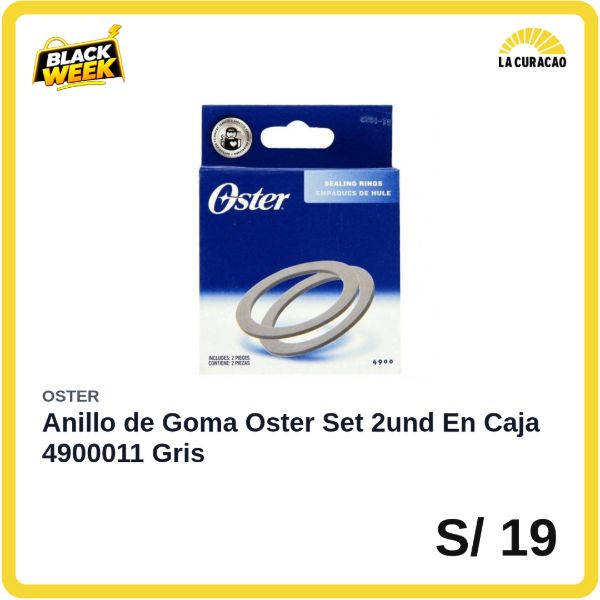 BLACK
WEEK
LA CURACAO
Oster
SEALING RINGS
EMPAQUES DE HULE
INCLUDES: 2 PIECES
CONTIENE: 2 PIEZAS
4900
OSTER
Anillo de Goma Oster Set 2und En Caja
4900011 Gris
S/ 19